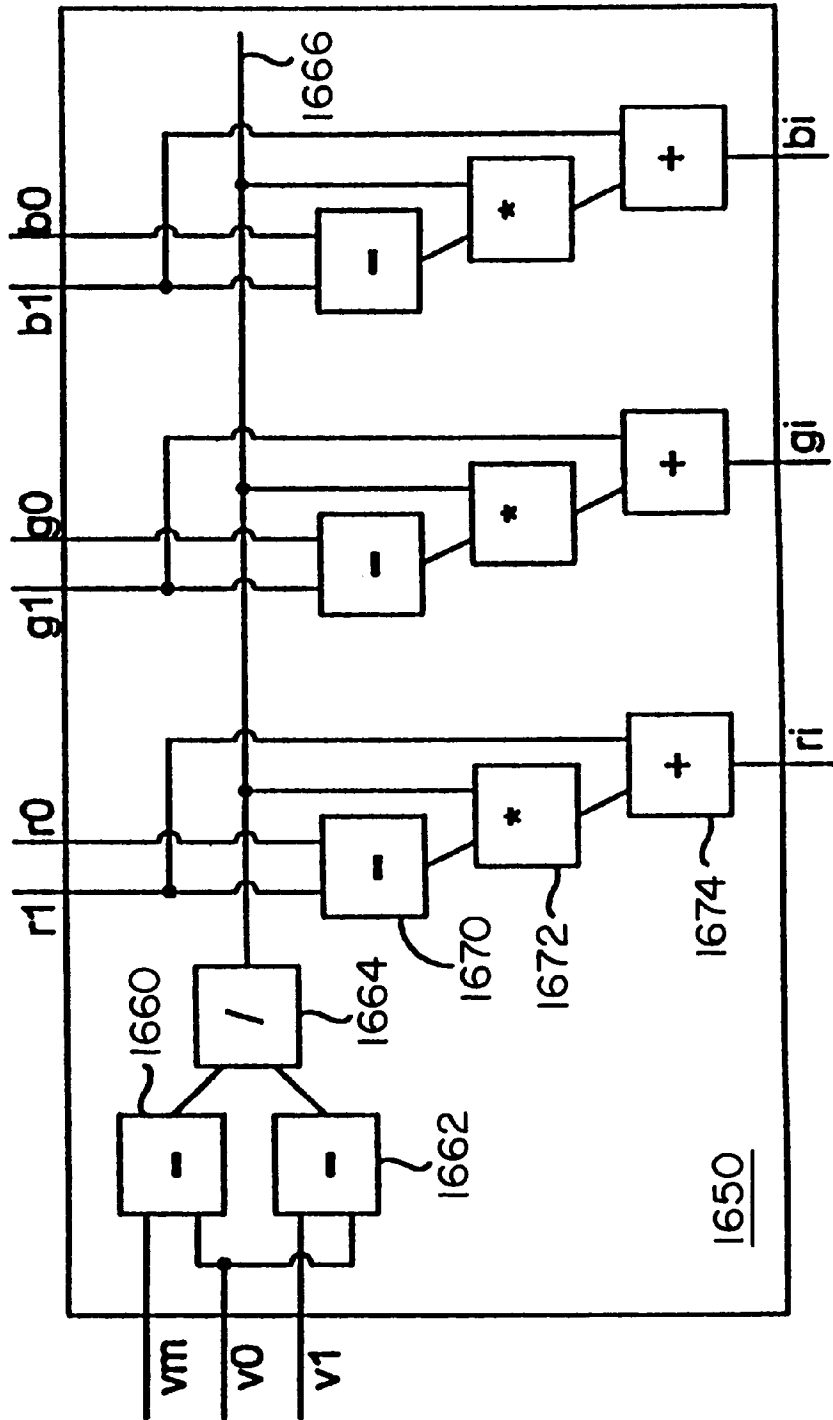 r1 r0 g1 g0 b1 b0
1660
1666
vm - /
v0 1664
v1 - - - -
1662 1670
* * *
1672
+ + +
1674
1650
ri gi bi